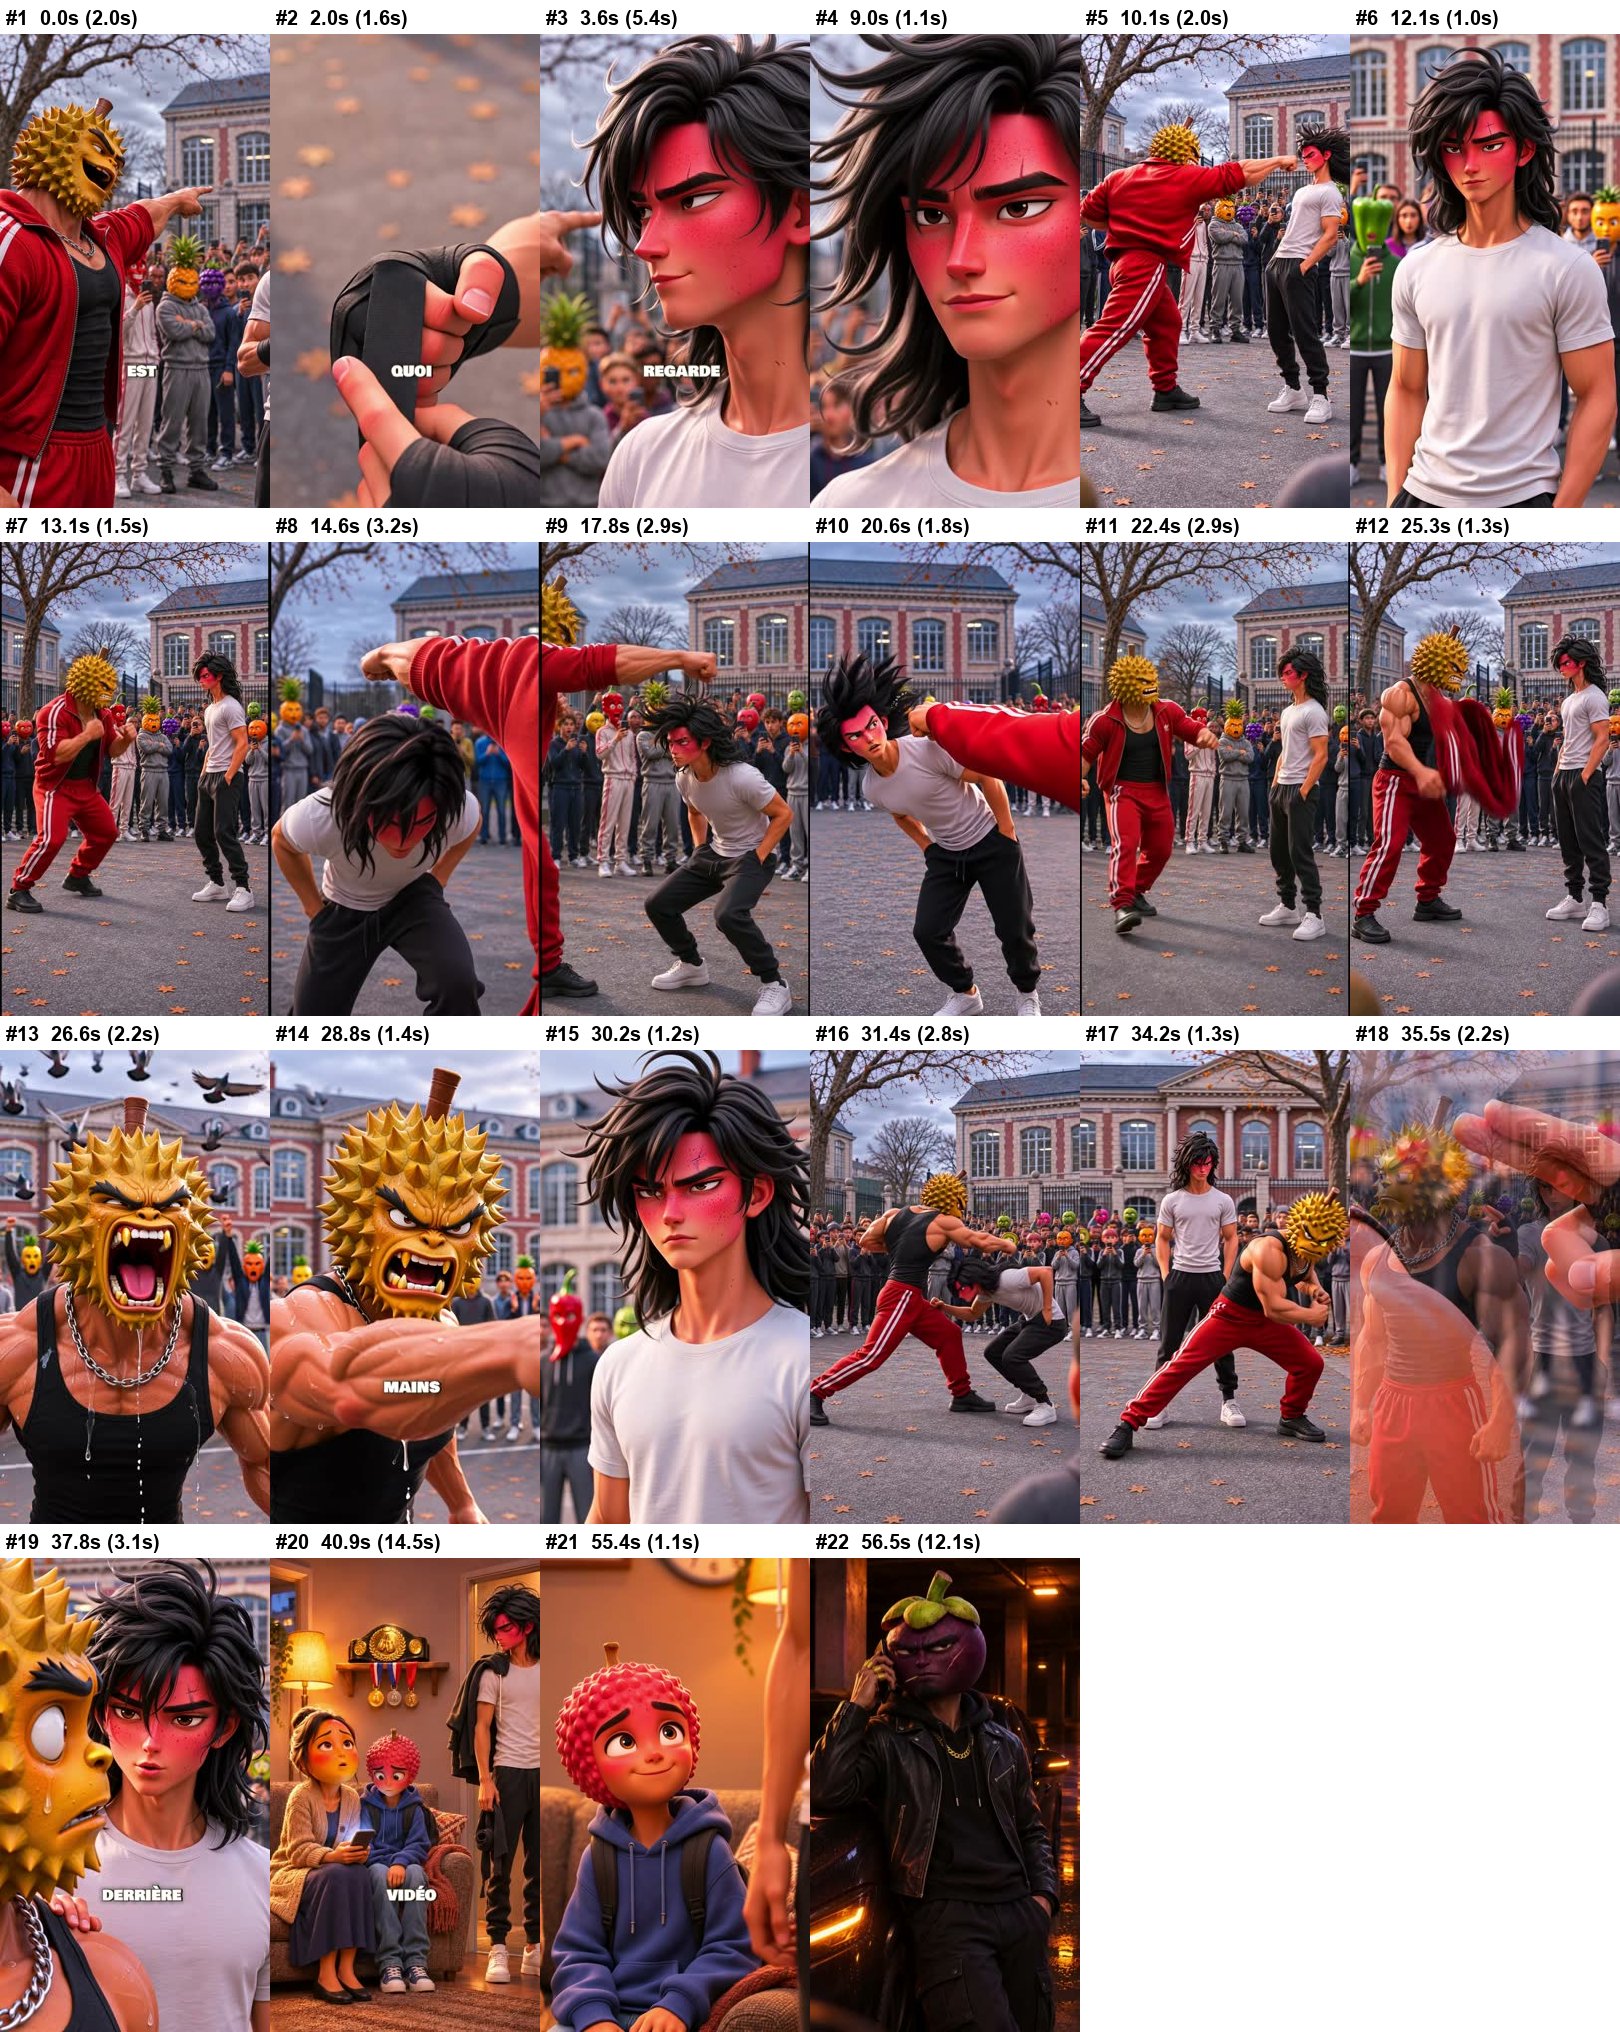 #1 0.0s (2.0s)
#2 2.0s (1.6s)
#3 3.6s (5.4s)
#4 9.0s (1.1s)
#5 10.1s (2.0s)
#6 12.1s (1.0s)
EST
QUOI
REGARDE
#7 13.1s (1.5s)
#8 14.6s (3.2s)
#9 17.8s (2.9s)
#10 20.6s (1.8s)
#11 22.4s (2.9s)
#12 25.3s (1.3s)
#13 26.6s (2.2s)
#14 28.8s (1.4s)
#15 30.2s (1.2s)
#16 31.4s (2.8s)
#17 34.2s (1.3s)
#18 35.5s (2.2s)
MAINS
#19 37.8s (3.1s)
#20 40.9s (14.5s)
#21 55.4s (1.1s)
#22 56.5s (12.1s)
DERRIÈRE
VIDÉO